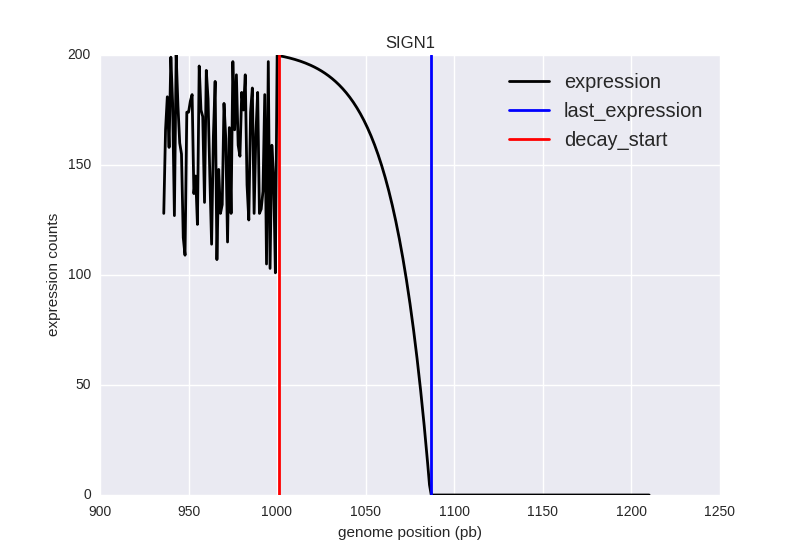 SIGN1
expression
last_expression
decay_start
expression counts
200
150
100
50
0
900 950 1000 1050 1100 1150 1200 1250
genome position (pb)